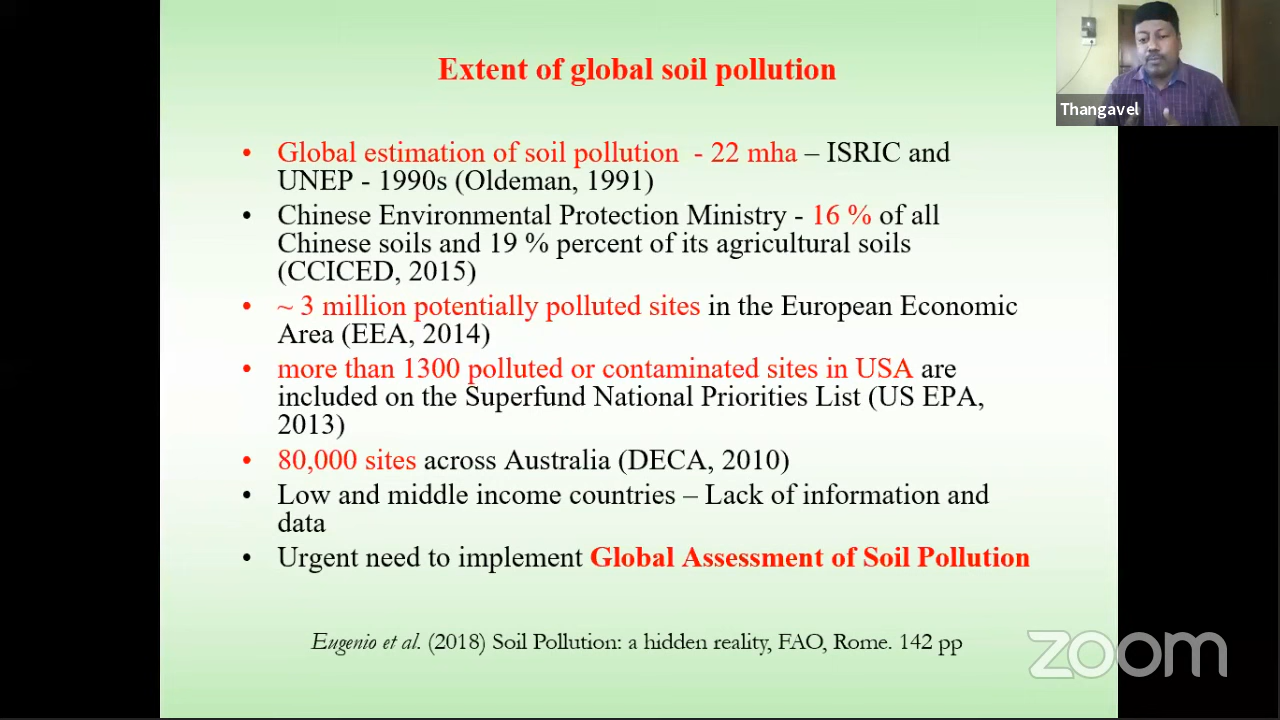 Extent of global soil pollution
Thangavel
• Global estimation of soil pollution - 22 mha – ISRIC and
UNEP - 1990s (Oldeman, 1991)
• Chinese Environmental Protection Ministry - 16 % of all
Chinese soils and 19 % percent of its agricultural soils
(CCICED, 2015)
• ~ 3 million potentially polluted sites in the European Economic
Area (EEA, 2014)
• more than 1300 polluted or contaminated sites in USA are
included on the Superfund National Priorities List (US EPA,
2013)
• 80,000 sites across Australia (DECA, 2010)
• Low and middle income countries – Lack of information and
data
• Urgent need to implement Global Assessment of Soil Pollution
Eugenio et al. (2018) Soil Pollution: a hidden reality, FAO, Rome. 142 pp
zoom